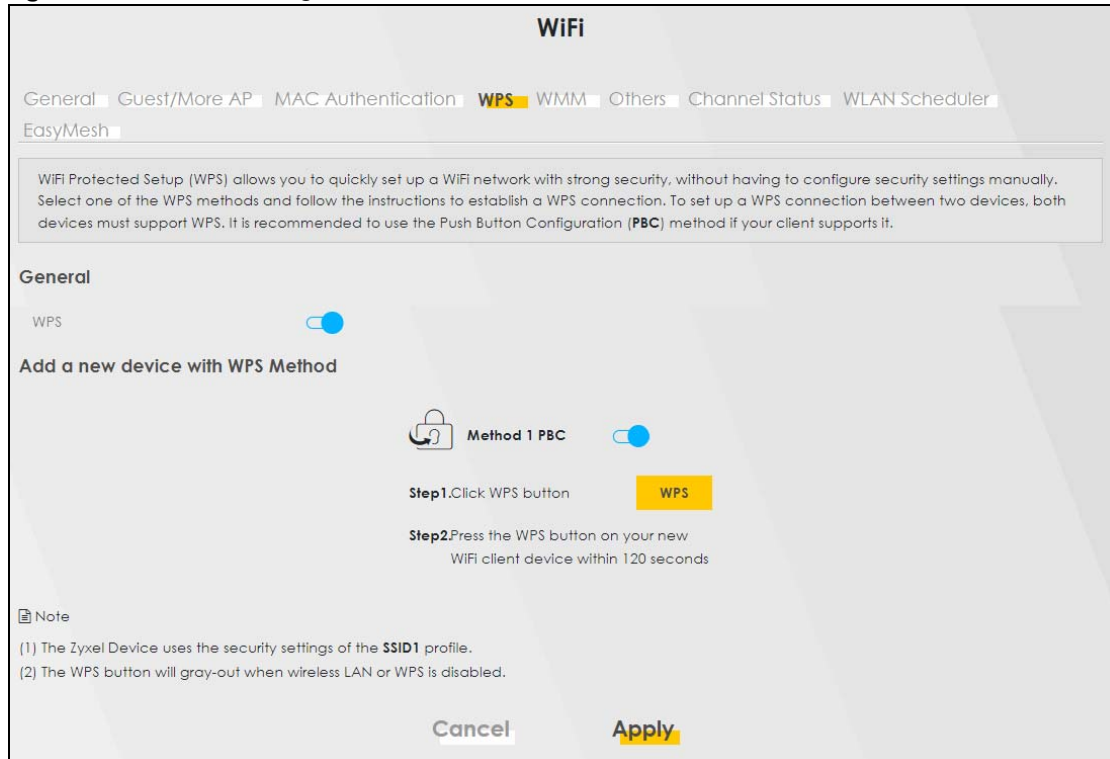 WiFi
General Guest/More AP MAC Authentication WPS WMM Others Channel Status WLAN Scheduler
EasyMesh
WiFi Protected Setup (WPS) allows you to quickly set up a WiFi network with strong security, without having to configure security settings manually.
Select one of the WPS methods and follow the instructions to establish a WPS connection. To set up a WPS connection between two devices, both
devices must support WPS. It is recommended to use the Push Button Configuration (PBC) method if your client supports it.
General
WPS
Add a new device with WPS Method
Method 1 PBC
Step1.Click WPS button WPS
Step2.Press the WPS button on your new
WiFi client device within 120 seconds
Note
(1) The Zyxel Device uses the security settings of the SSID1 profile.
(2) The WPS button will gray-out when wireless LAN or WPS is disabled.
Cancel Apply